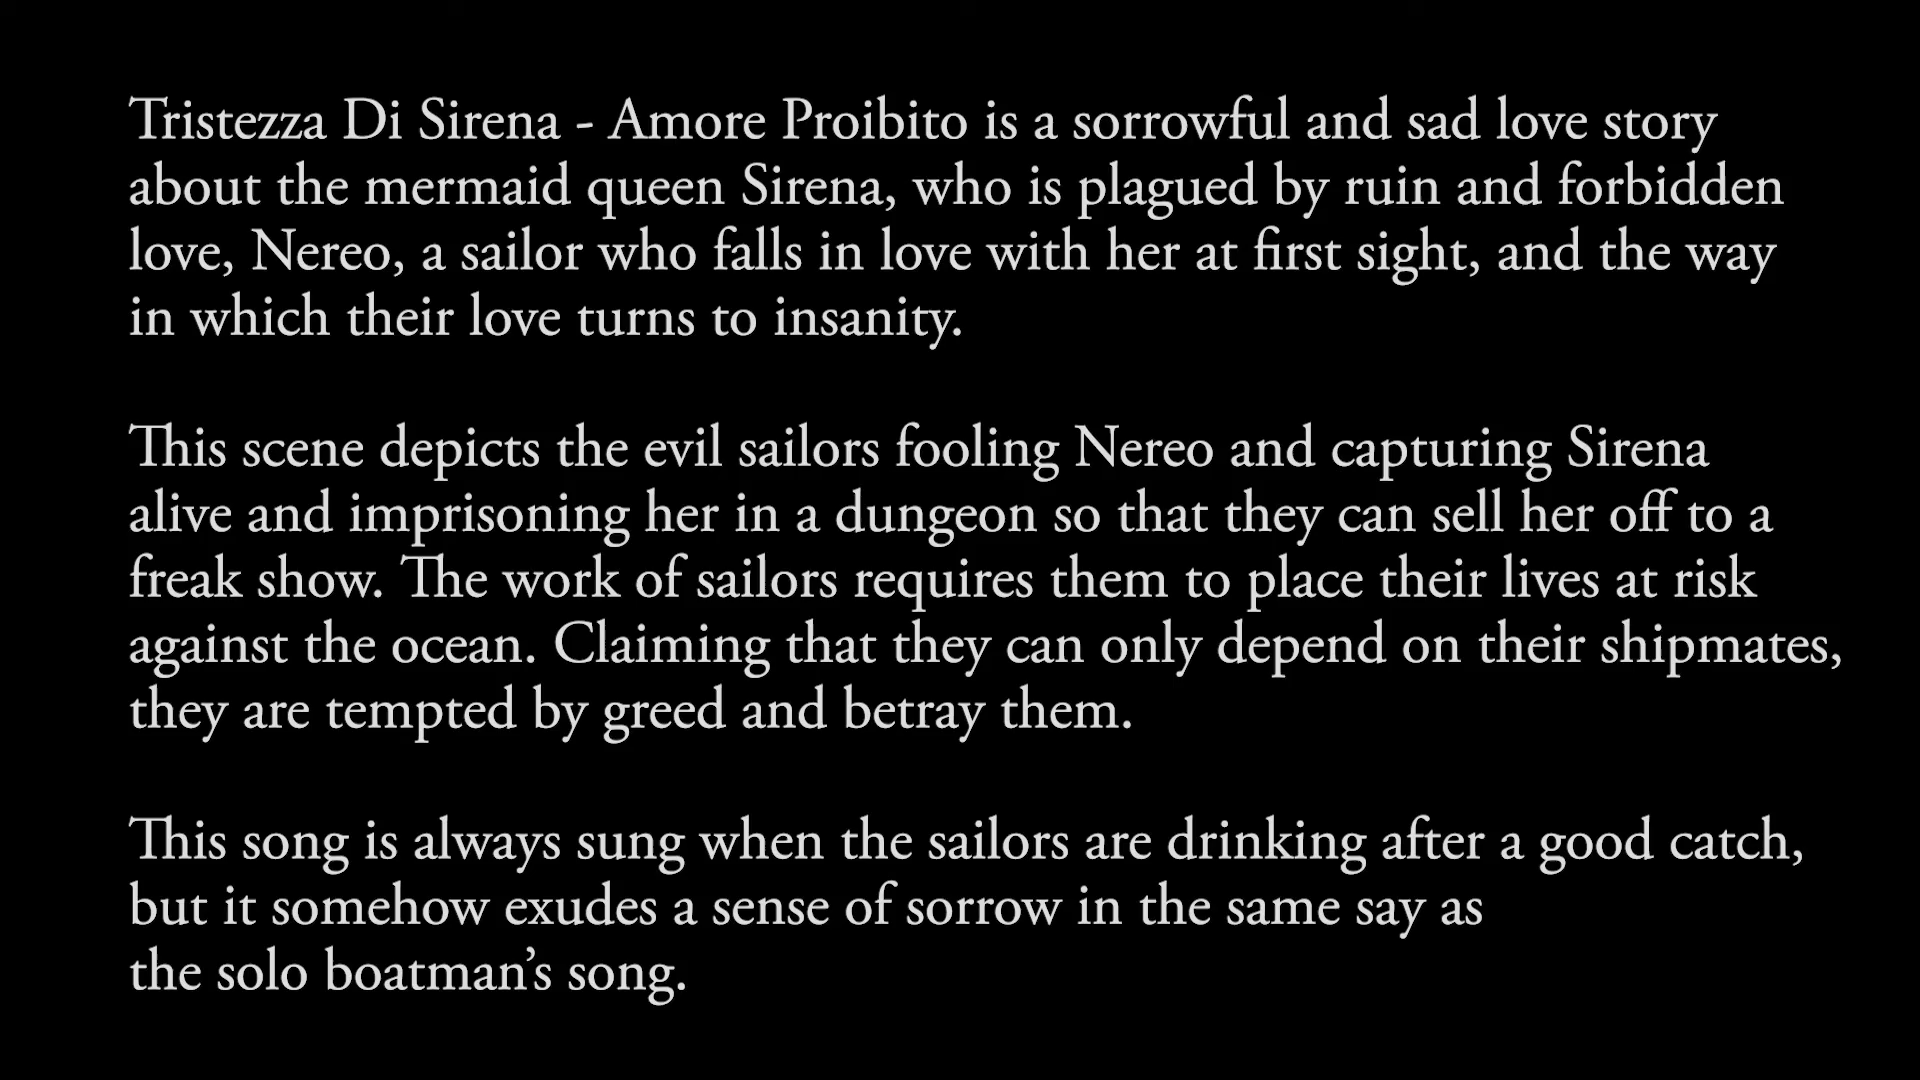 Tristezza Di Sirena - Amore Proibito is a sorrowful and sad love story
about the mermaid queen Sirena, who is plagued by ruin and forbidden
love, Nereo, a sailor who falls in love with her at first sight, and the way
in which their love turns to insanity.
This scene depicts the evil sailors fooling Nereo and capturing Sirena
alive and imprisoning her in a dungeon so that they can sell her off to a
freak show. The work of sailors requires them to place their lives at risk
against the ocean. Claiming that they can only depend on their shipmates,
they are tempted by greed and betray them.
This song is always sung when the sailors are drinking after a good catch,
but it somehow exudes a sense of sorrow in the same say as
the solo boatman’s song.